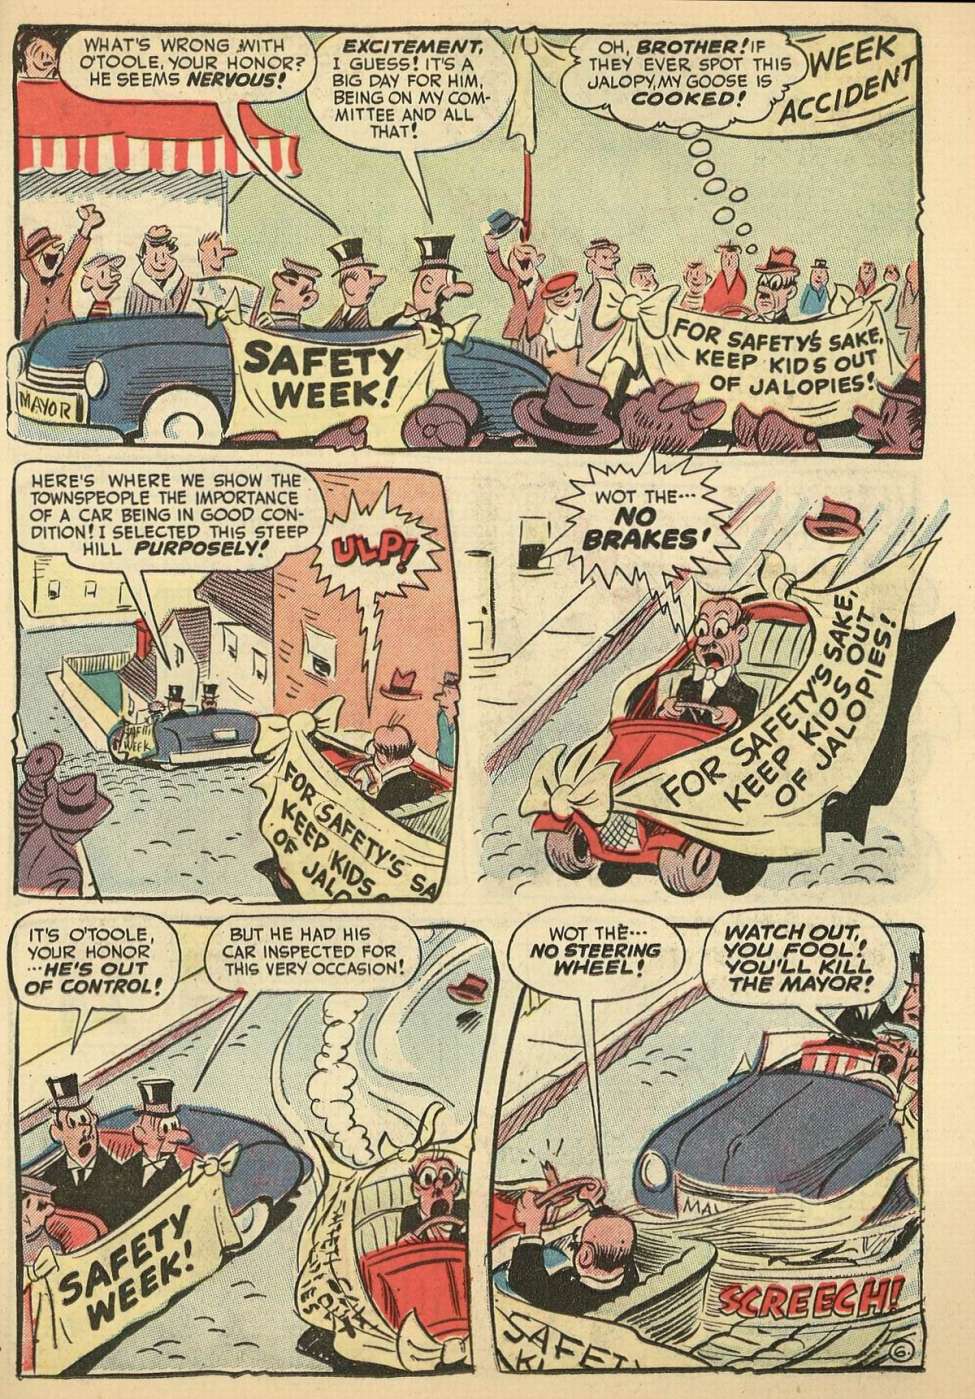 WHAT'S WRONG WITH
O'TOOLE, YOUR HONOR?
HE SEEMS NERVOUS!
EXCITEMENT,
I GUESS! IT'S A
BIG DAY FOR HIM,
BEING ON MY COM-
MITTEE AND ALL
THAT!
OH, BROTHER! IF
THEY EVER SPOT THIS
JALOPY, MY GOOSE IS
COOKED!
WEEK
ACCIDENT
SAFETY
WEEK!
MAYOR
FOR SAFETY'S SAKE,
KEEP KIDS OUT
OF JALOPIES!
HERE'S WHERE WE SHOW THE
TOWNSPEOPLE THE IMPORTANCE
OF A CAR BEING IN GOOD CON-
DITION! I SELECTED THIS STEEP
HILL PURPOSELY!
ULP!
SAFETY
WEEK
FOR SAFETY'S SA
KEEP KIDS
OF JALO
WOT THE---
NO
BRAKES!
FOR SAFETY'S SAKE,
KEEP KIDS OUT
OF JALOPIES!
IT'S O'TOOLE,
YOUR HONOR
---HE'S OUT
OF CONTROL!
BUT HE HAD HIS
CAR INSPECTED FOR
THIS VERY OCCASION!
SAFETY
WEEK!
WOT THE---
NO STEERING
WHEEL!
WATCH OUT,
YOU FOOL!
YOU'LL KILL
THE MAYOR!
MAY
SCREECH!
SAFET
KI
6